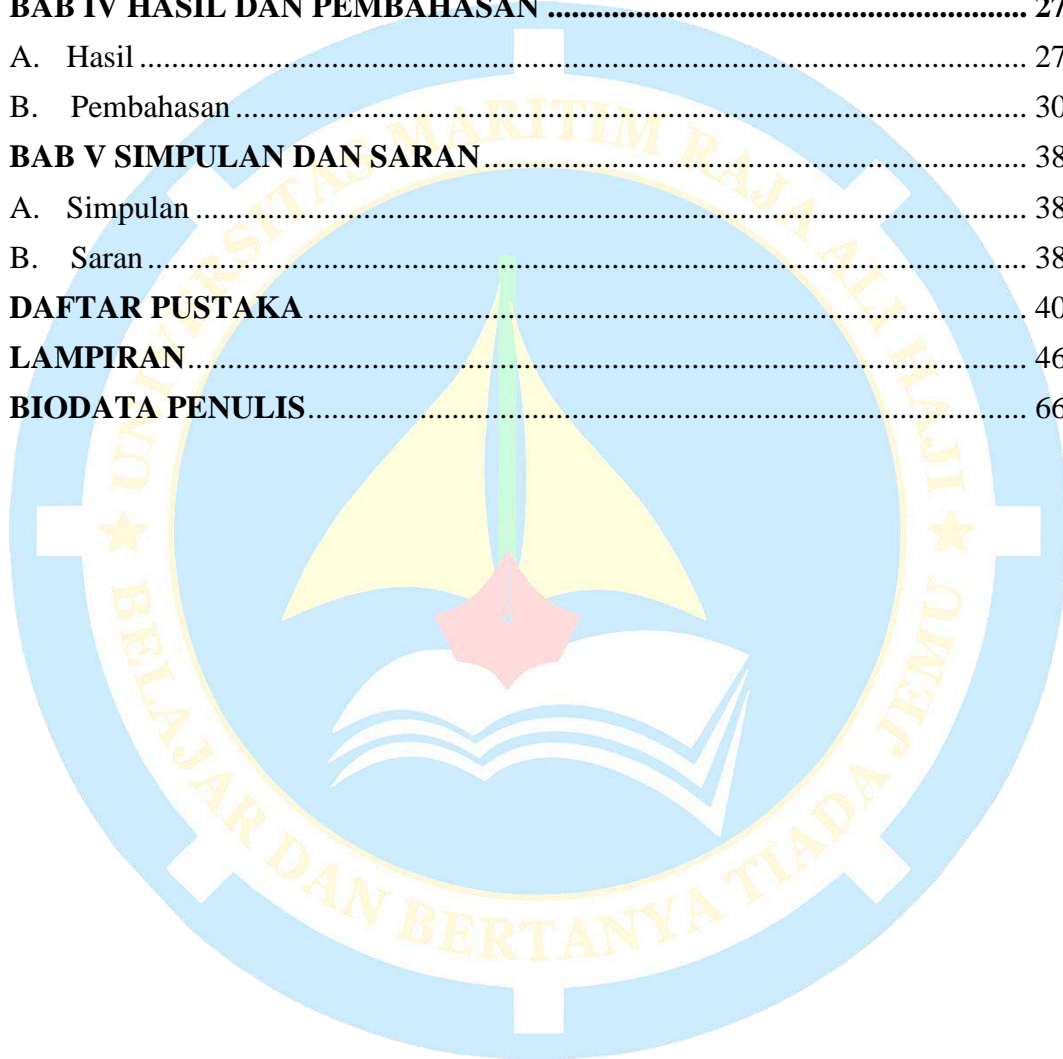 BAB IV HASIL DAN PEMBAHASAN ........................................................................ 27
A. Hasil ........................................................................ 27
B. Pembahasan ........................................................................ 30
BAB V SIMPULAN DAN SARAN ........................................................................ 38
A. Simpulan ........................................................................ 38
B. Saran ........................................................................ 38
DAFTAR PUSTAKA ........................................................................ 40
LAMPIRAN ........................................................................ 46
BIODATA PENULIS ........................................................................ 66
UNIVERSITAS MARITIM RAJA ALI HAJI
BELAJAR DAN BERTANYA TIADA JEMU